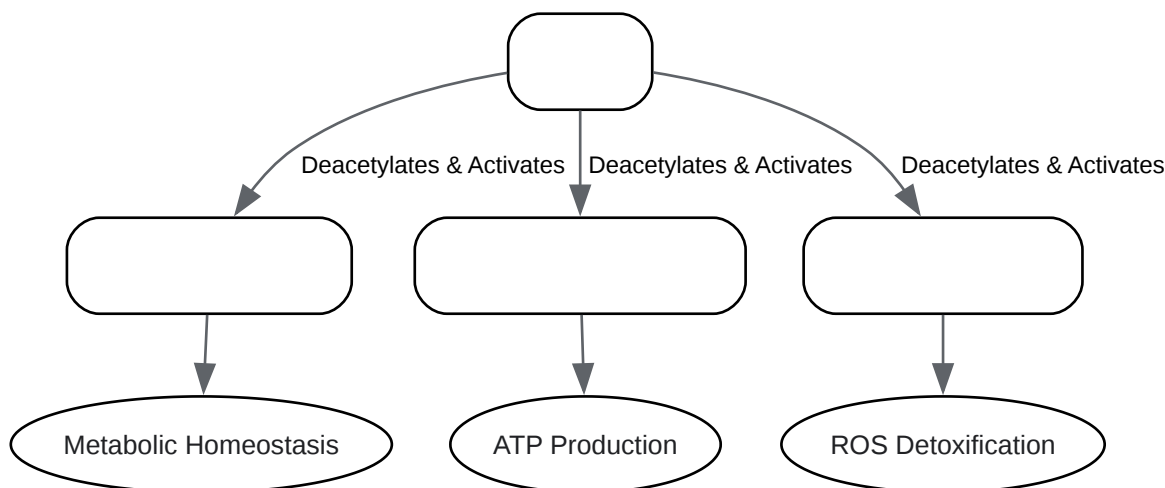 Deacetylates & Activates
Deacetylates & Activates
Deacetylates & Activates
Metabolic Homeostasis
ATP Production
ROS Detoxification